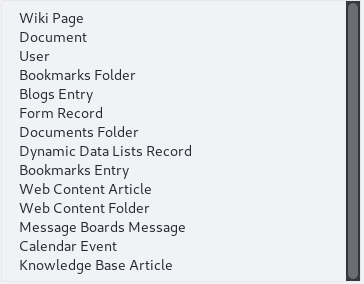 Wiki Page
Document
User
Bookmarks Folder
Blogs Entry
Form Record
Documents Folder
Dynamic Data Lists Record
Bookmarks Entry
Web Content Article
Web Content Folder
Message Boards Message
Calendar Event
Knowledge Base Article